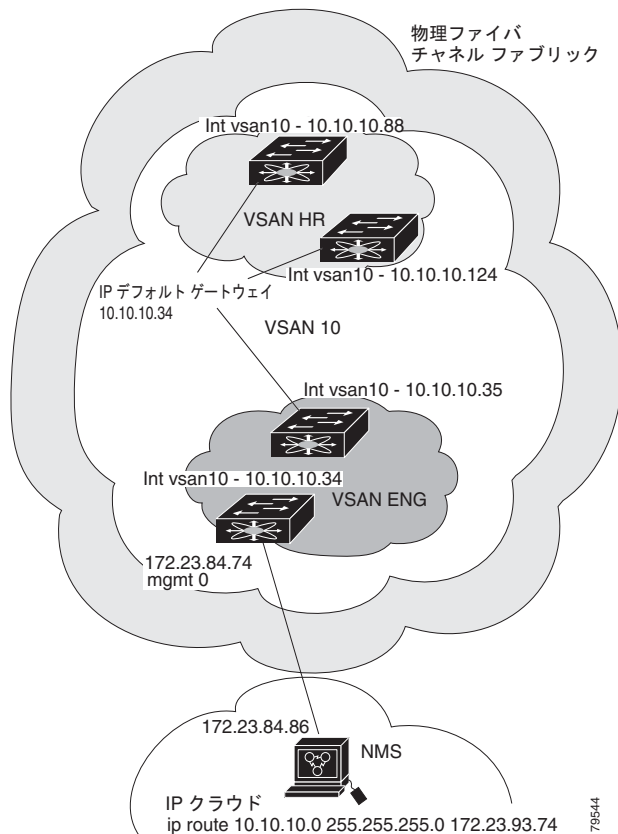 物理ファイバ
チャネル ファブリック
Int vsan10 - 10.10.10.88
VSAN HR
Int vsan10 - 10.10.10.124
IP デフォルト ゲートウェイ
10.10.10.34
VSAN 10
Int vsan10 - 10.10.10.35
Int vsan10 - 10.10.10.34
VSAN ENG
172.23.84.74
mgmt 0
172.23.84.86
NMS
IP クラウド
ip route 10.10.10.0 255.255.255.0 172.23.93.74
79544